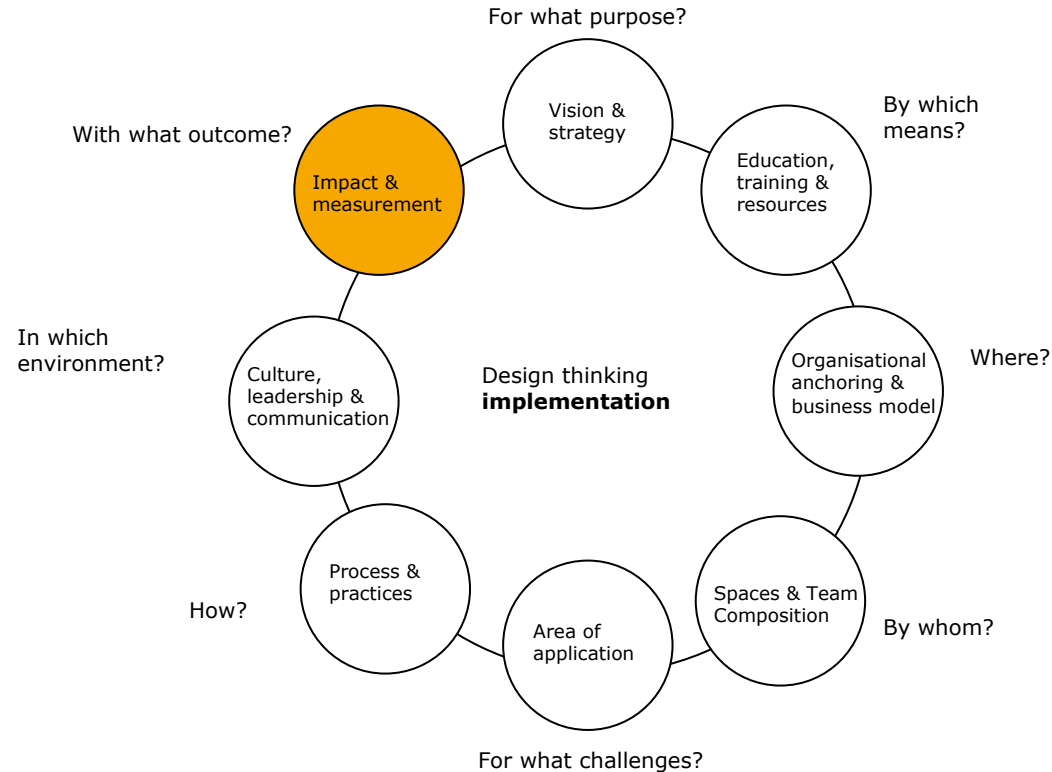 For what purpose?
Vision &
strategy
By which
means?
Education,
training &
resources
Where?
Organisational
anchoring &
business model
By whom?
Spaces & Team
Composition
For what challenges?
Area of
application
How?
Process &
practices
In which
environment?
Culture,
leadership &
communication
With what outcome?
Impact &
measurement
Design thinking
implementation